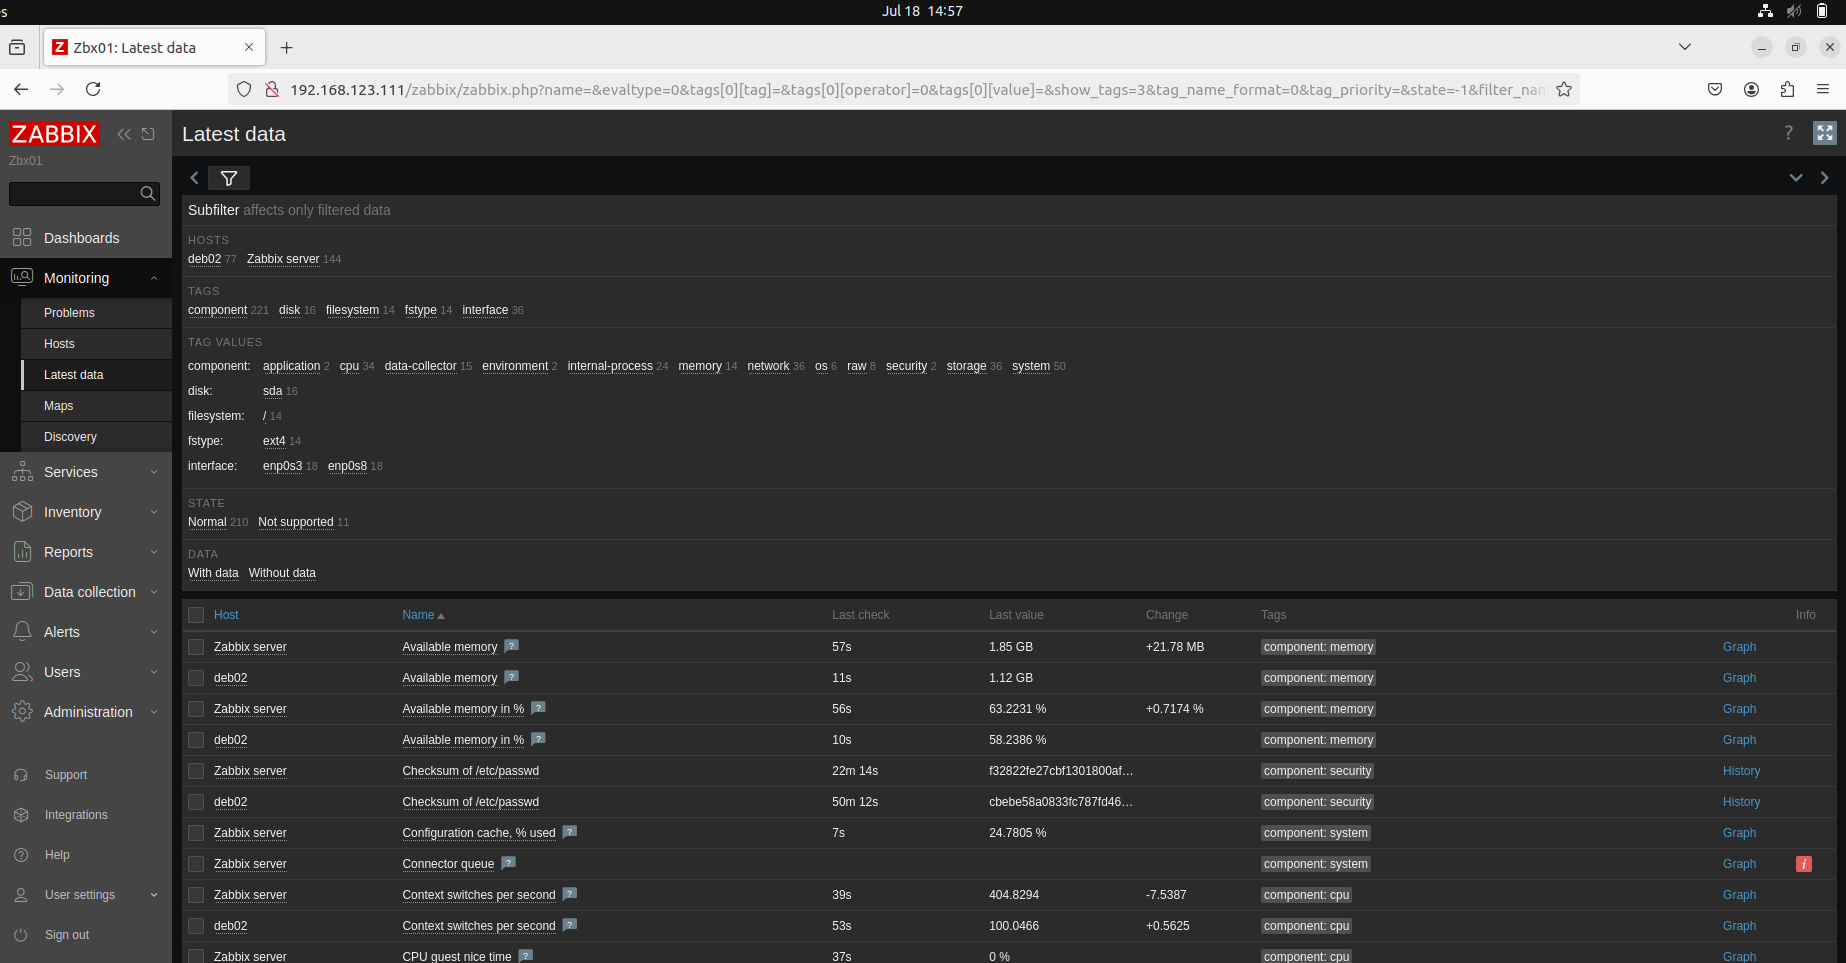 s
Jul 18 14:57
Zbx01: Latest data
192.168.123.111/zabbix/zabbix.php?name=&evaltype=0&tags[0][tag]=&tags[0][operator]=0&tags[0][value]=&show_tags=3&tag_name_format=0&tag_priority=&state=-1&filter_nam
ZABBIX
Zbx01
Dashboards
Monitoring
Problems
Hosts
Latest data
Maps
Discovery
Services
Inventory
Reports
Data collection
Alerts
Users
Administration
Support
Integrations
Help
User settings
Sign out
Latest data
Subfilter affects only filtered data
HOSTS
deb02 77 Zabbix server 144
TAGS
component 221 disk 16 filesystem 14 fstype 14 interface 36
TAG VALUES
component: application 2 cpu 34 data-collector 15 environment 2 internal-process 24 memory 14 network 36 os 6 raw 8 security 2 storage 36 system 50
disk: sda 16
filesystem: / 14
fstype: ext4 14
interface: enp0s3 18 enp0s8 18
STATE
Normal 210 Not supported 11
DATA
With data Without data
Host Name Last check Last value Change Tags Info
Zabbix server Available memory ? 57s 1.85 GB +21.78 MB component: memory Graph
deb02 Available memory ? 11s 1.12 GB component: memory Graph
Zabbix server Available memory in % ? 56s 63.2231 % +0.7174 % component: memory Graph
deb02 Available memory in % ? 10s 58.2386 % component: memory Graph
Zabbix server Checksum of /etc/passwd 22m 14s f32822fe27cbf1301800af… component: security History
deb02 Checksum of /etc/passwd 50m 12s cbebe58a0833fc787fd46… component: security History
Zabbix server Configuration cache, % used ? 7s 24.7805 % component: system Graph
Zabbix server Connector queue ? component: system Graph i
Zabbix server Context switches per second ? 39s 404.8294 -7.5387 component: cpu Graph
deb02 Context switches per second ? 53s 100.0466 +0.5625 component: cpu Graph
Zabbix server CPU guest nice time ? 37s 0 % component: cpu Graph